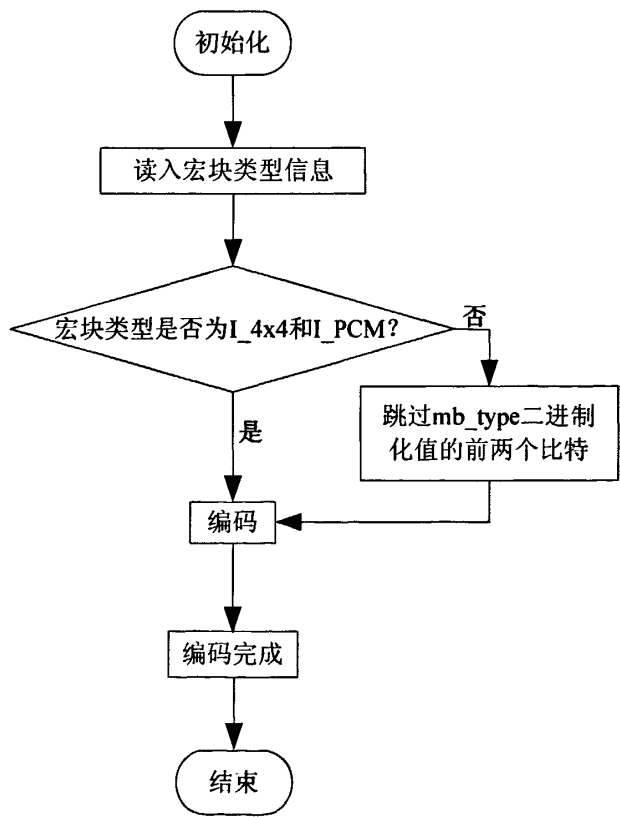 初始化
读入宏块类型信息
宏块类型是否为I_4x4和I_PCM？
否
跳过mb_type二进制
化值的前两个比特
是
编码
编码完成
结束